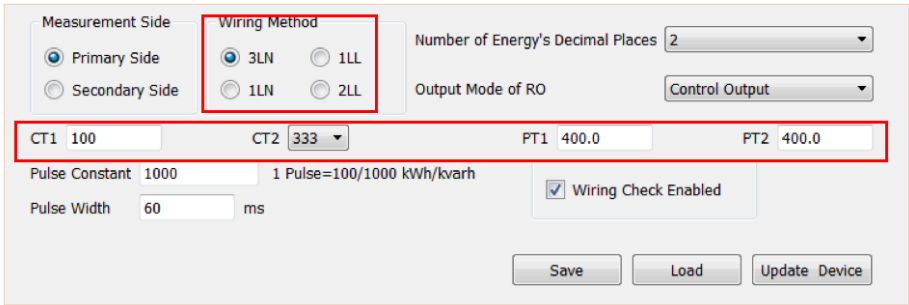 Measurement Side
Primary Side
Secondary Side
Wiring Method
3LN 1LL
1LN 2LL
Number of Energy's Decimal Places 2
Output Mode of RO Control Output
CT1 100 CT2 333 PT1 400.0 PT2 400.0
Pulse Constant 1000 1 Pulse=100/1000 kWh/kvarh
Pulse Width 60 ms
Wiring Check Enabled
Save Load Update Device